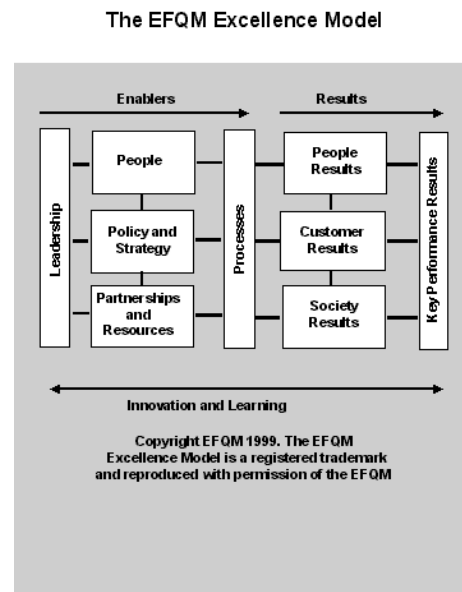 The EFQM Excellence Model
Enablers
Results
Leadership
People
Policy and
Strategy
Partnerships
and
Resources
Processes
People
Results
Customer
Results
Society
Results
Key Performance Results
Innovation and Learning
Copyright EFQM 1999. The EFQM
Excellence Model is a registered trademark
and reproduced with permission of the EFQM